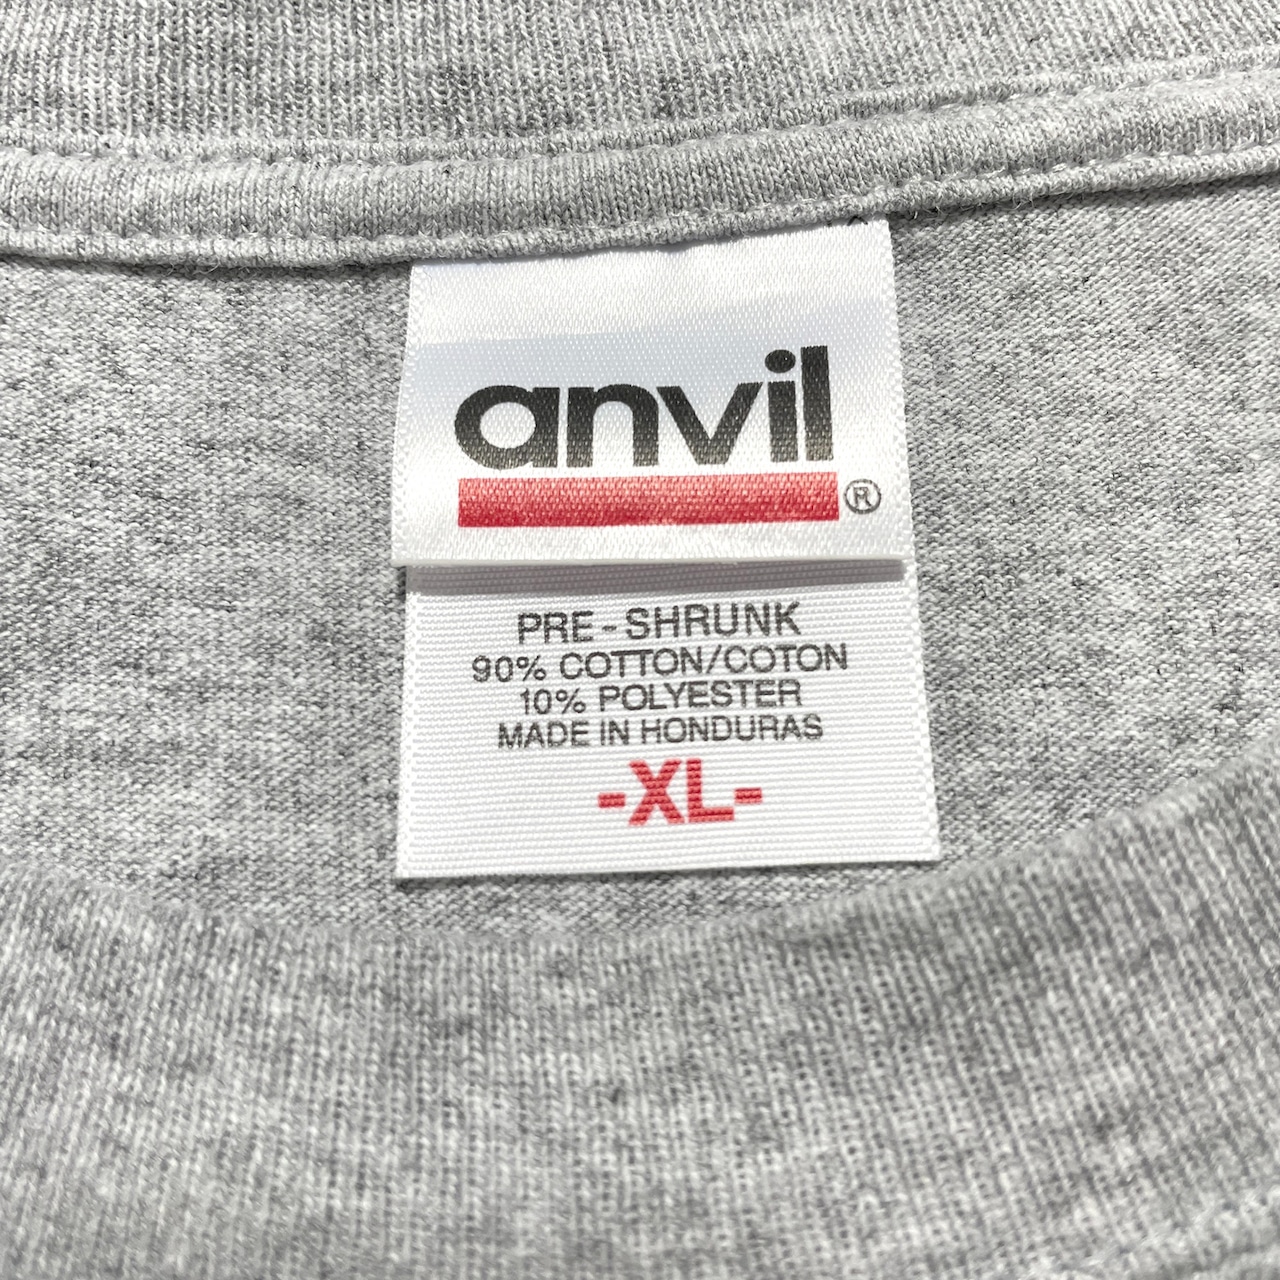 anvil
®
PRE-SHRUNK
90% COTTON/COTON
10% POLYESTER
MADE IN HONDURAS
-XL-